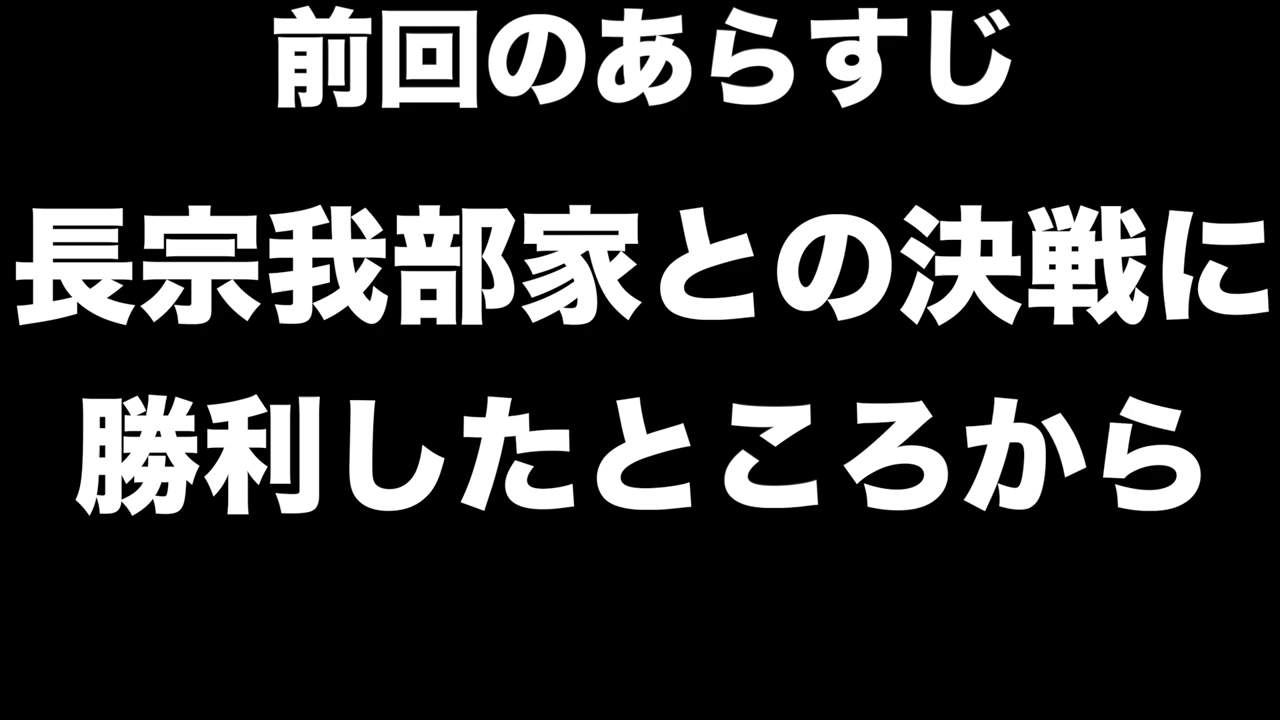 前回のあらすじ
長宗我部家との決戦に
勝利したところから